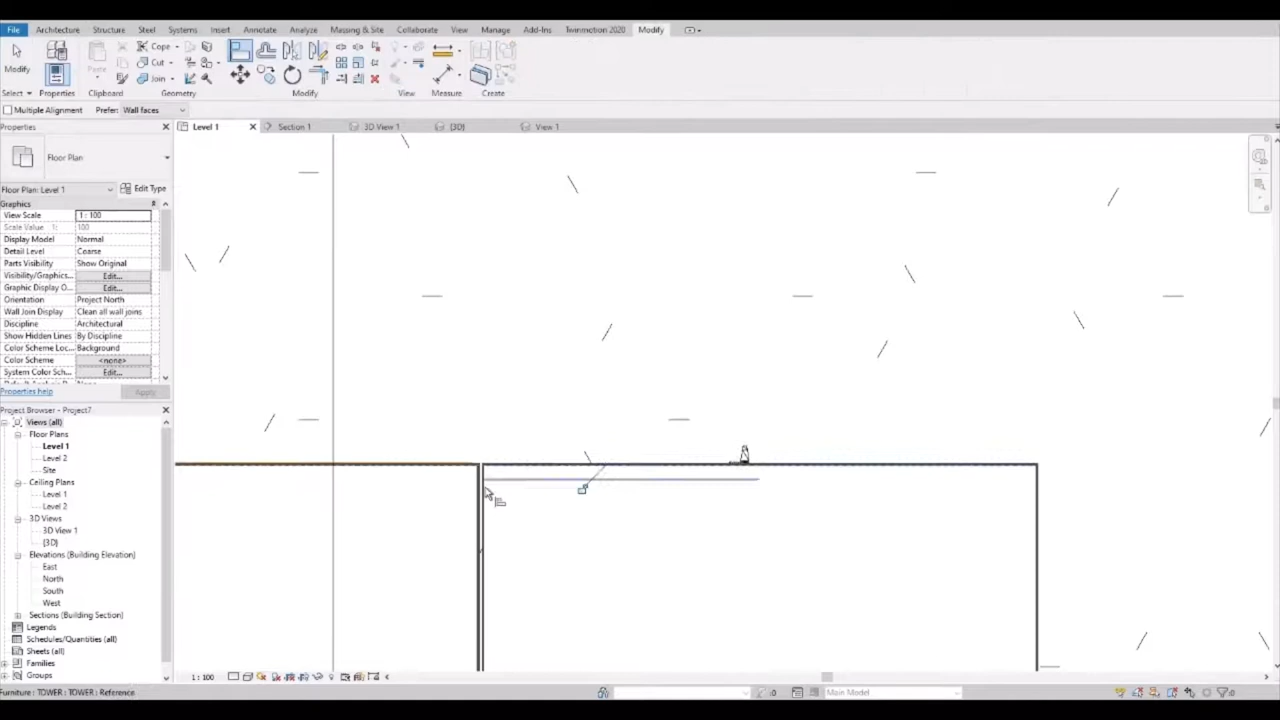 File Architecture Structure Steel Systems Insert Annotate Analyze Massing & Site Collaborate View Manage Add-Ins Twinmotion 2020 Modify
Cope
Cut
Modify Paste Join
Select Properties Clipboard Geometry Modify View Measure Create
Multiple Alignment Prefer: Wall faces
Properties
Level 1 Section 1 3D View 1 {3D} View 1
Floor Plan
Floor Plan: Level 1 Edit Type
Graphics
View Scale 1 : 100
Scale Value 1: 100
Display Model Normal
Detail Level Coarse
Parts Visibility Show Original
Visibility/Graphics... Edit...
Graphic Display O... Edit...
Orientation Project North
Wall Join Display Clean all wall joins
Discipline Architectural
Show Hidden Lines By Discipline
Color Scheme Loc... Background
Color Scheme <none>
System Color Sch... Edit...
Properties help Apply
Project Browser - Project7
Views (all)
Floor Plans
Level 1
Level 2
Site
Ceiling Plans
Level 1
Level 2
3D Views
3D View 1
{3D}
Elevations (Building Elevation)
East
North
South
West
Sections (Building Section)
Legends
Schedules/Quantities (all)
Sheets (all)
Families
Groups
1 : 100
Furniture : TOWER : TOWER : Reference :0 Main Model :0